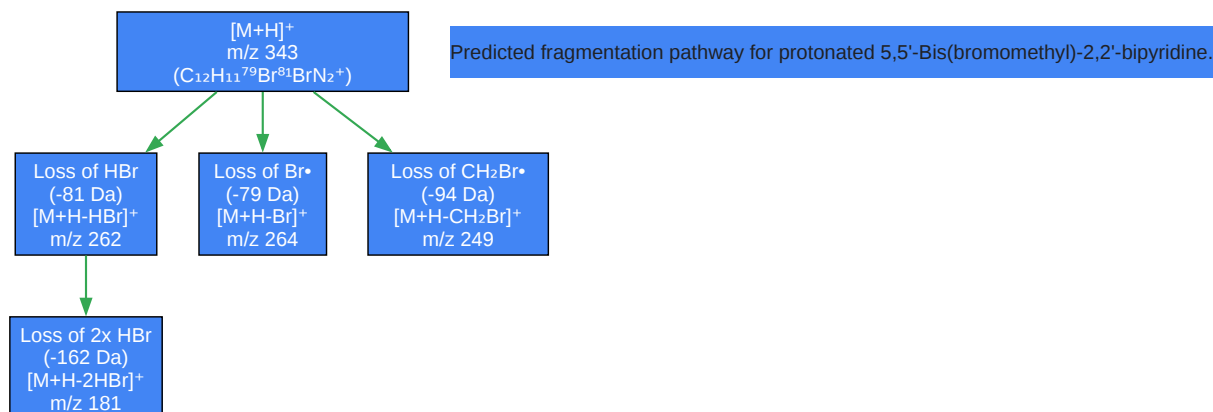 [M+H]⁺
m/z 343
(C₁₂H₁₁⁷⁹Br⁸¹BrN₂⁺)
Predicted fragmentation pathway for protonated 5,5'-Bis(bromomethyl)-2,2'-bipyridine.
Loss of HBr
(-81 Da)
[M+H-HBr]⁺
m/z 262
Loss of Br•
(-79 Da)
[M+H-Br]⁺
m/z 264
Loss of CH₂Br•
(-94 Da)
[M+H-CH₂Br]⁺
m/z 249
Loss of 2x HBr
(-162 Da)
[M+H-2HBr]⁺
m/z 181